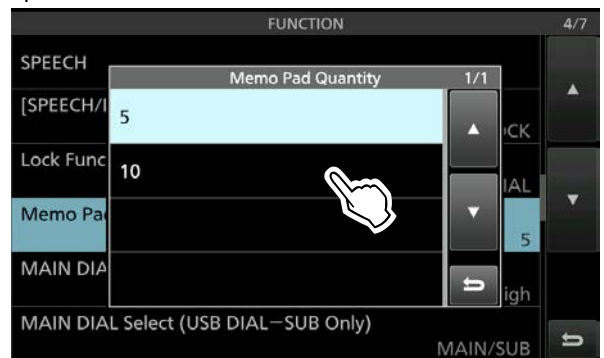 FUNCTION 4/7
SPEECH
Memo Pad Quantity 1/1
[SPEECH/
5
CK
Lock Func
10
IAL
Memo Pa
5
MAIN DIA
igh
MAIN DIAL Select (USB DIAL−SUB Only)
MAIN/SUB